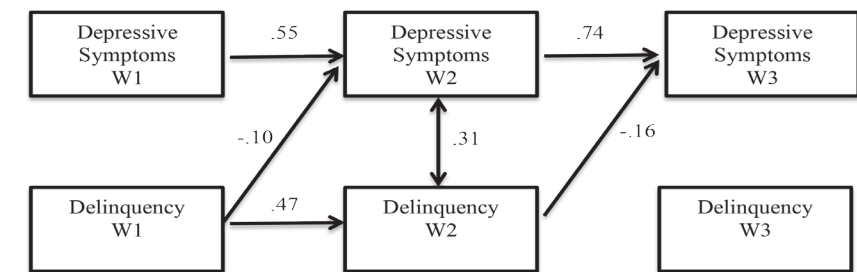 Depressive
Symptoms
W1
.55
Depressive
Symptoms
W2
.74
Depressive
Symptoms
W3
-.10
.31
-.16
Delinquency
W1
.47
Delinquency
W2
Delinquency
W3